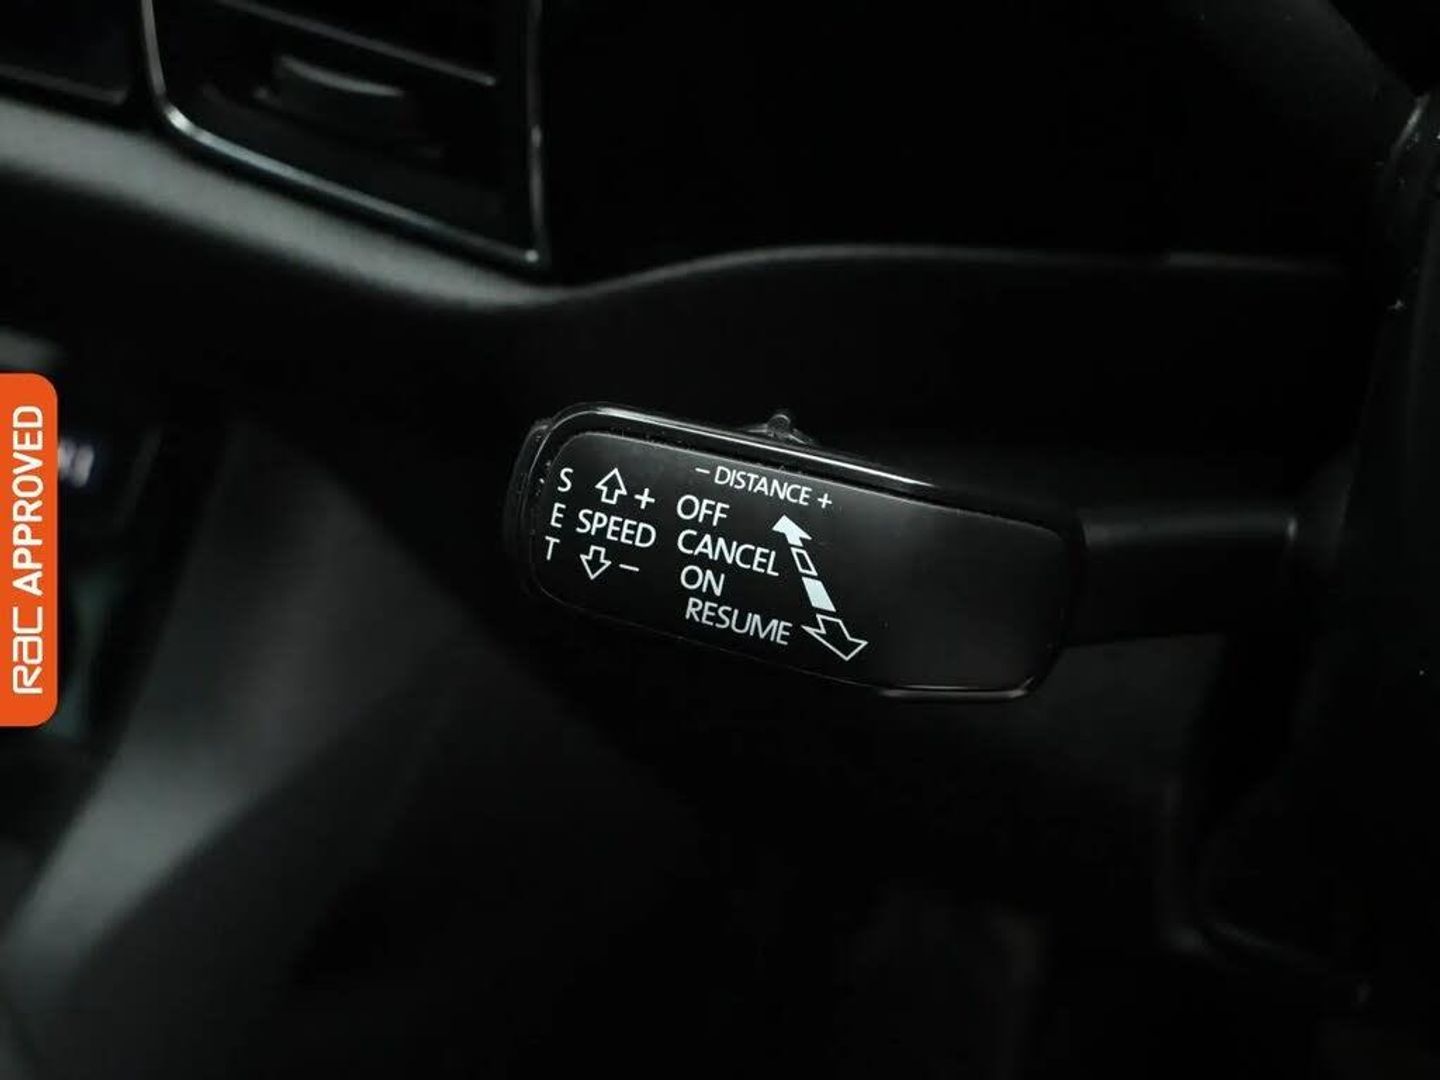 RAC APPROVED
– DISTANCE +
S
E
T
+
SPEED
–
OFF
CANCEL
ON
RESUME